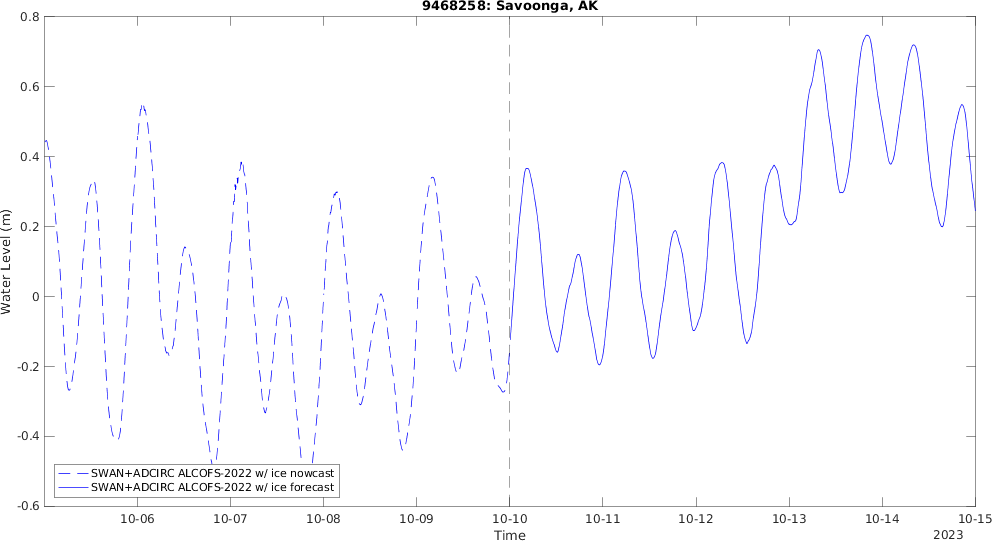 9468258: Savoonga, AK
0.8
0.6
0.4
0.2
0
-0.2
-0.4
-0.6
Water Level (m)
SWAN+ADCIRC ALCOFS-2022 w/ ice nowcast
SWAN+ADCIRC ALCOFS-2022 w/ ice forecast
10-06 10-07 10-08 10-09 10-10 10-11 10-12 10-13 10-14 10-15
Time
2023